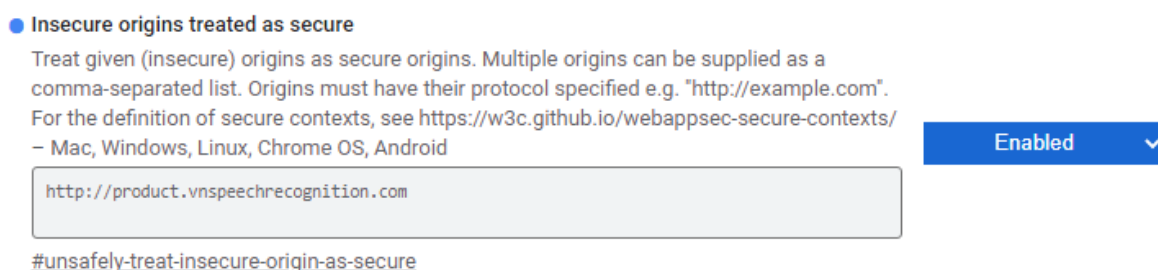 Insecure origins treated as secure
Treat given (insecure) origins as secure origins. Multiple origins can be supplied as a
comma-separated list. Origins must have their protocol specified e.g. "http://example.com".
For the definition of secure contexts, see https://w3c.github.io/webappsec-secure-contexts/
– Mac, Windows, Linux, Chrome OS, Android
Enabled
http://product.vnspeechrecognition.com
#unsafely-treat-insecure-origin-as-secure